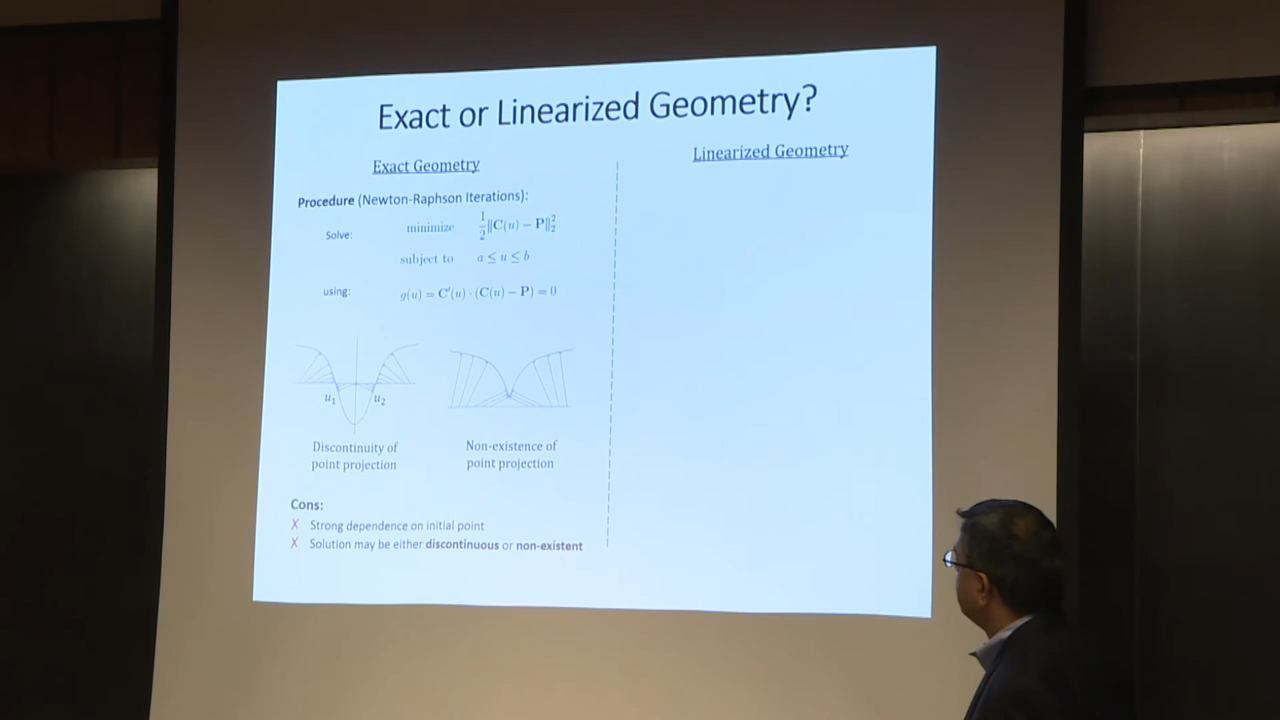 Exact or Linearized Geometry?
Exact Geometry
Linearized Geometry
Procedure (Newton-Raphson Iterations):
Solve: minimize 1/2 ‖C(u) − P‖₂²
subject to a ≤ u ≤ b
using: g(u) = C′(u) · (C(u) − P) = 0
u₁ u₂
Discontinuity of
point projection
Non-existence of
point projection
Cons:
X Strong dependence on initial point
X Solution may be either discontinuous or non-existent